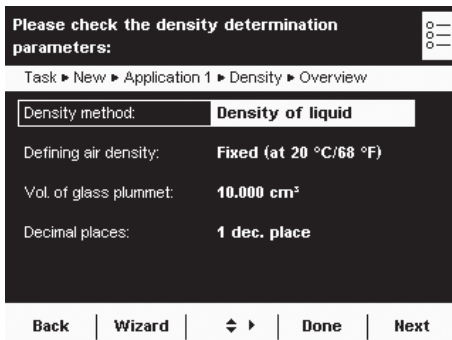 Please check the density determination
parameters:
Task ▸ New ▸ Application 1 ▸ Density ▸ Overview
Density method: Density of liquid
Defining air density: Fixed (at 20 °C/68 °F)
Vol. of glass plummet: 10.000 cm³
Decimal places: 1 dec. place
Back Wizard Done Next